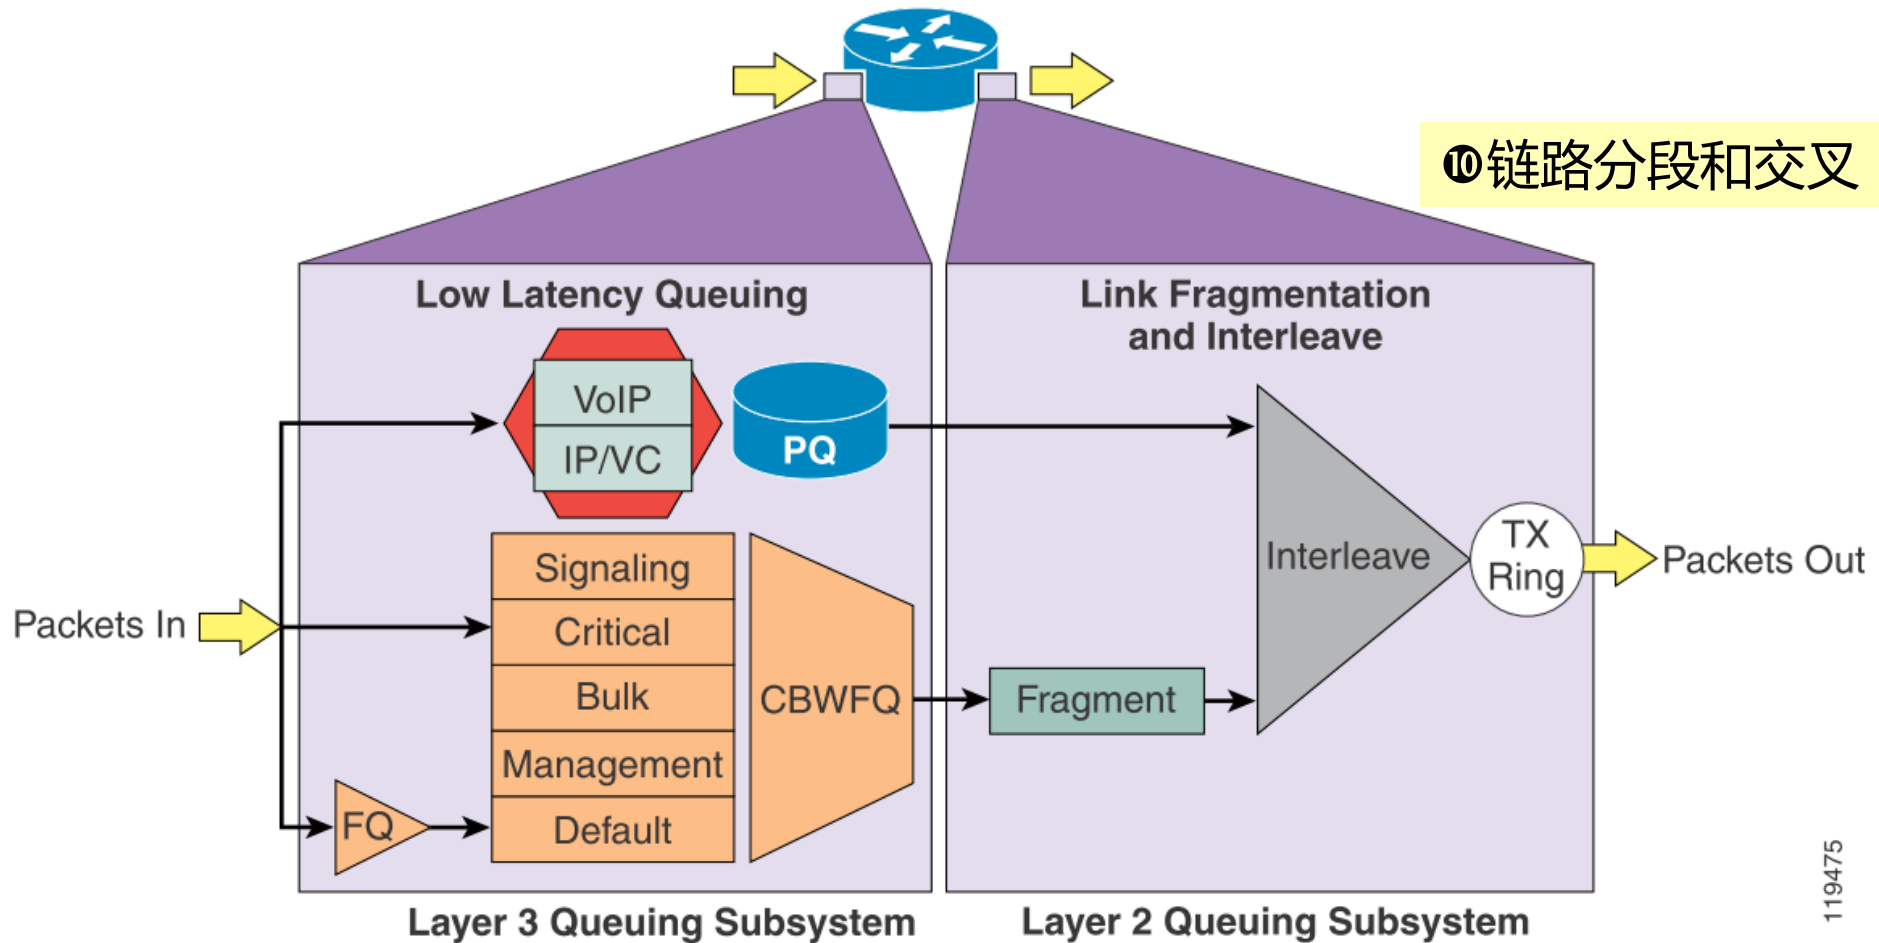 ❿链路分段和交叉
Low Latency Queuing
Link Fragmentation
and Interleave
VoIP
IP/VC
PQ
Signaling
Critical
Bulk
Management
Default
Packets In
FQ
CBWFQ
Fragment
Interleave
TX
Ring
Packets Out
Layer 3 Queuing Subsystem
Layer 2 Queuing Subsystem
119475